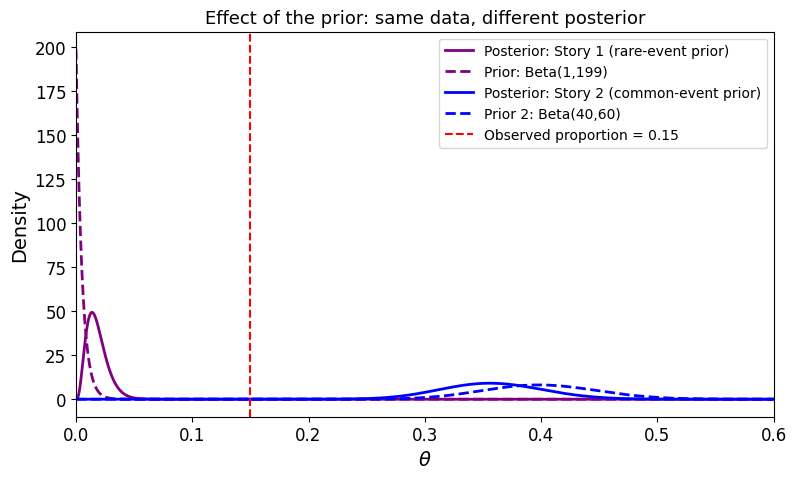 Effect of the prior: same data, different posterior
Posterior: Story 1 (rare-event prior)
Prior: Beta(1,199)
Posterior: Story 2 (common-event prior)
Prior 2: Beta(40,60)
Observed proportion = 0.15
Density
200
175
150
125
100
75
50
25
0
0.0 0.1 0.2 0.3 0.4 0.5 0.6
θ